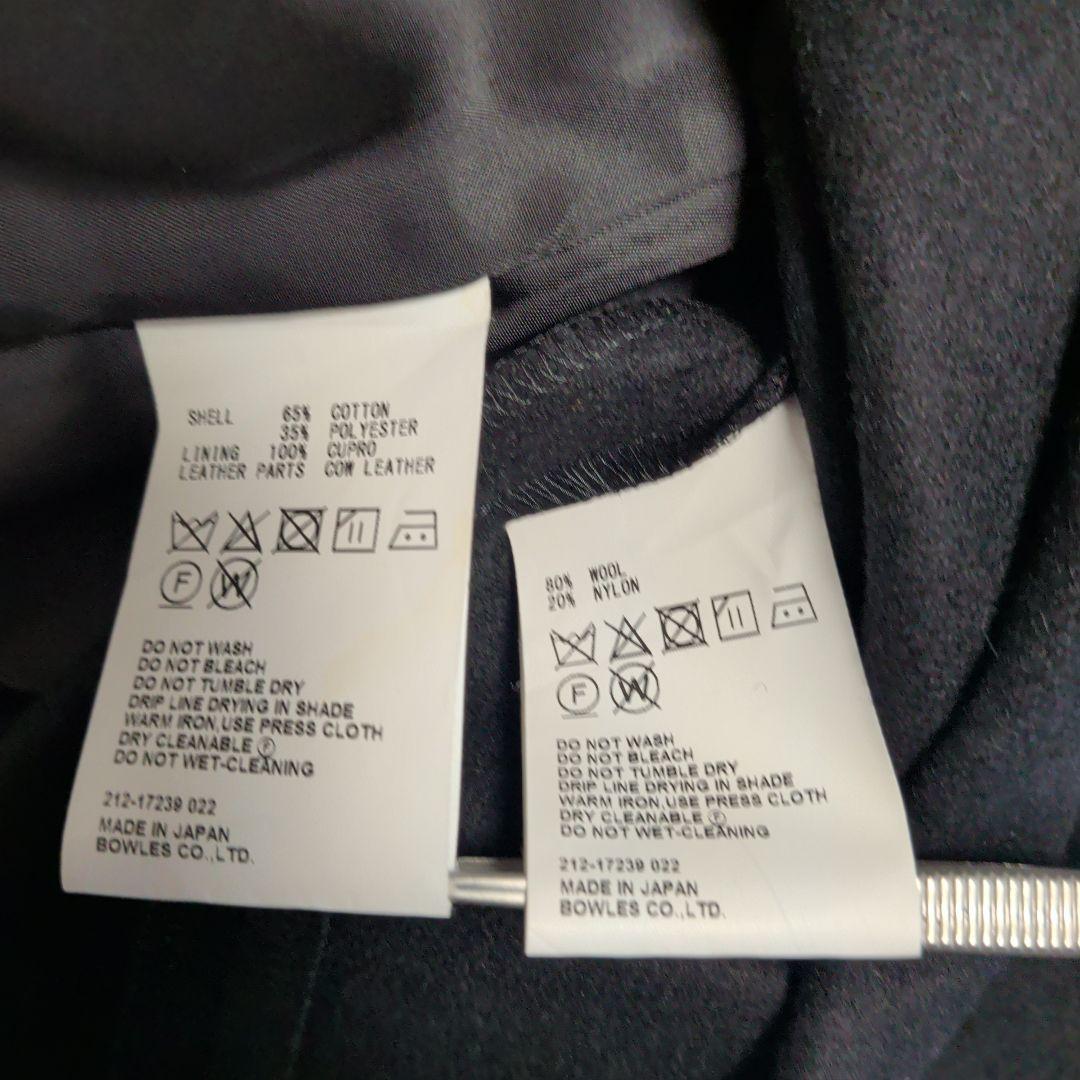 SHELL 65% COTTON
35% POLYESTER
LINING 100% CUPRO
LEATHER PARTS COW LEATHER
F W
DO NOT WASH
DO NOT BLEACH
DO NOT TUMBLE DRY
DRIP LINE DRYING IN SHADE
WARM IRON,USE PRESS CLOTH
DRY CLEANABLE Ⓕ
DO NOT WET-CLEANING
212-17239 022
MADE IN JAPAN
BOWLES CO.,LTD.
80% WOOL
20% NYLON
F W
DO NOT WASH
DO NOT BLEACH
DO NOT TUMBLE DRY
DRIP LINE DRYING IN SHADE
WARM IRON,USE PRESS CLOTH
DRY CLEANABLE Ⓕ
DO NOT WET-CLEANING
212-17239 022
MADE IN JAPAN
BOWLES CO.,LTD.